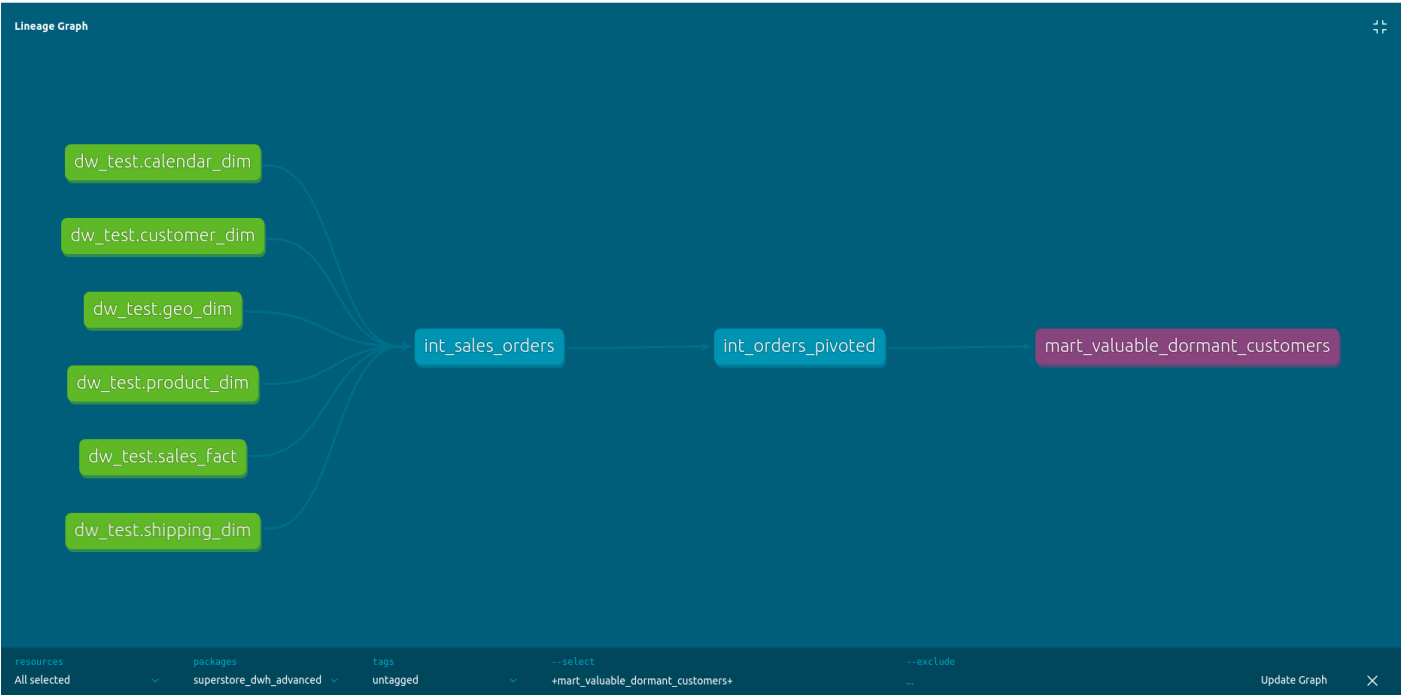 Lineage Graph
dw_test.calendar_dim
dw_test.customer_dim
dw_test.geo_dim
dw_test.product_dim
dw_test.sales_fact
dw_test.shipping_dim
int_sales_orders
int_orders_pivoted
mart_valuable_dormant_customers
resources
All selected
packages
superstore_dwh_advanced
tags
untagged
--select
+mart_valuable_dormant_customers+
--exclude
...
Update Graph